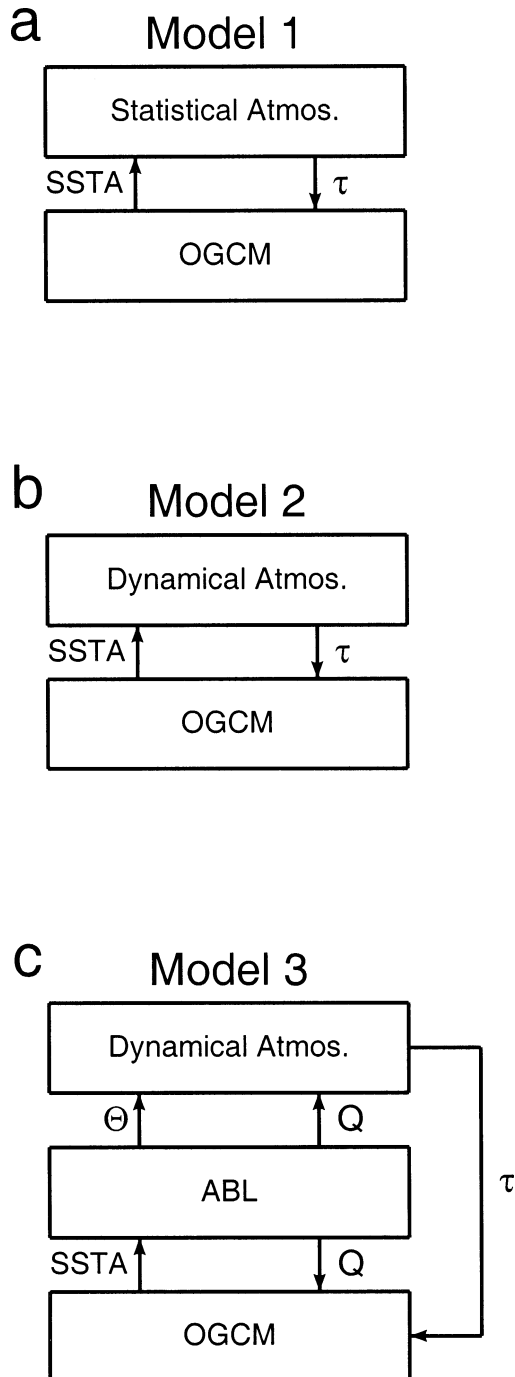 a
Model 1
Statistical Atmos.
SSTA τ
OGCM
b
Model 2
Dynamical Atmos.
SSTA τ
OGCM
c
Model 3
Dynamical Atmos.
Θ Q
ABL
τ
SSTA Q
OGCM